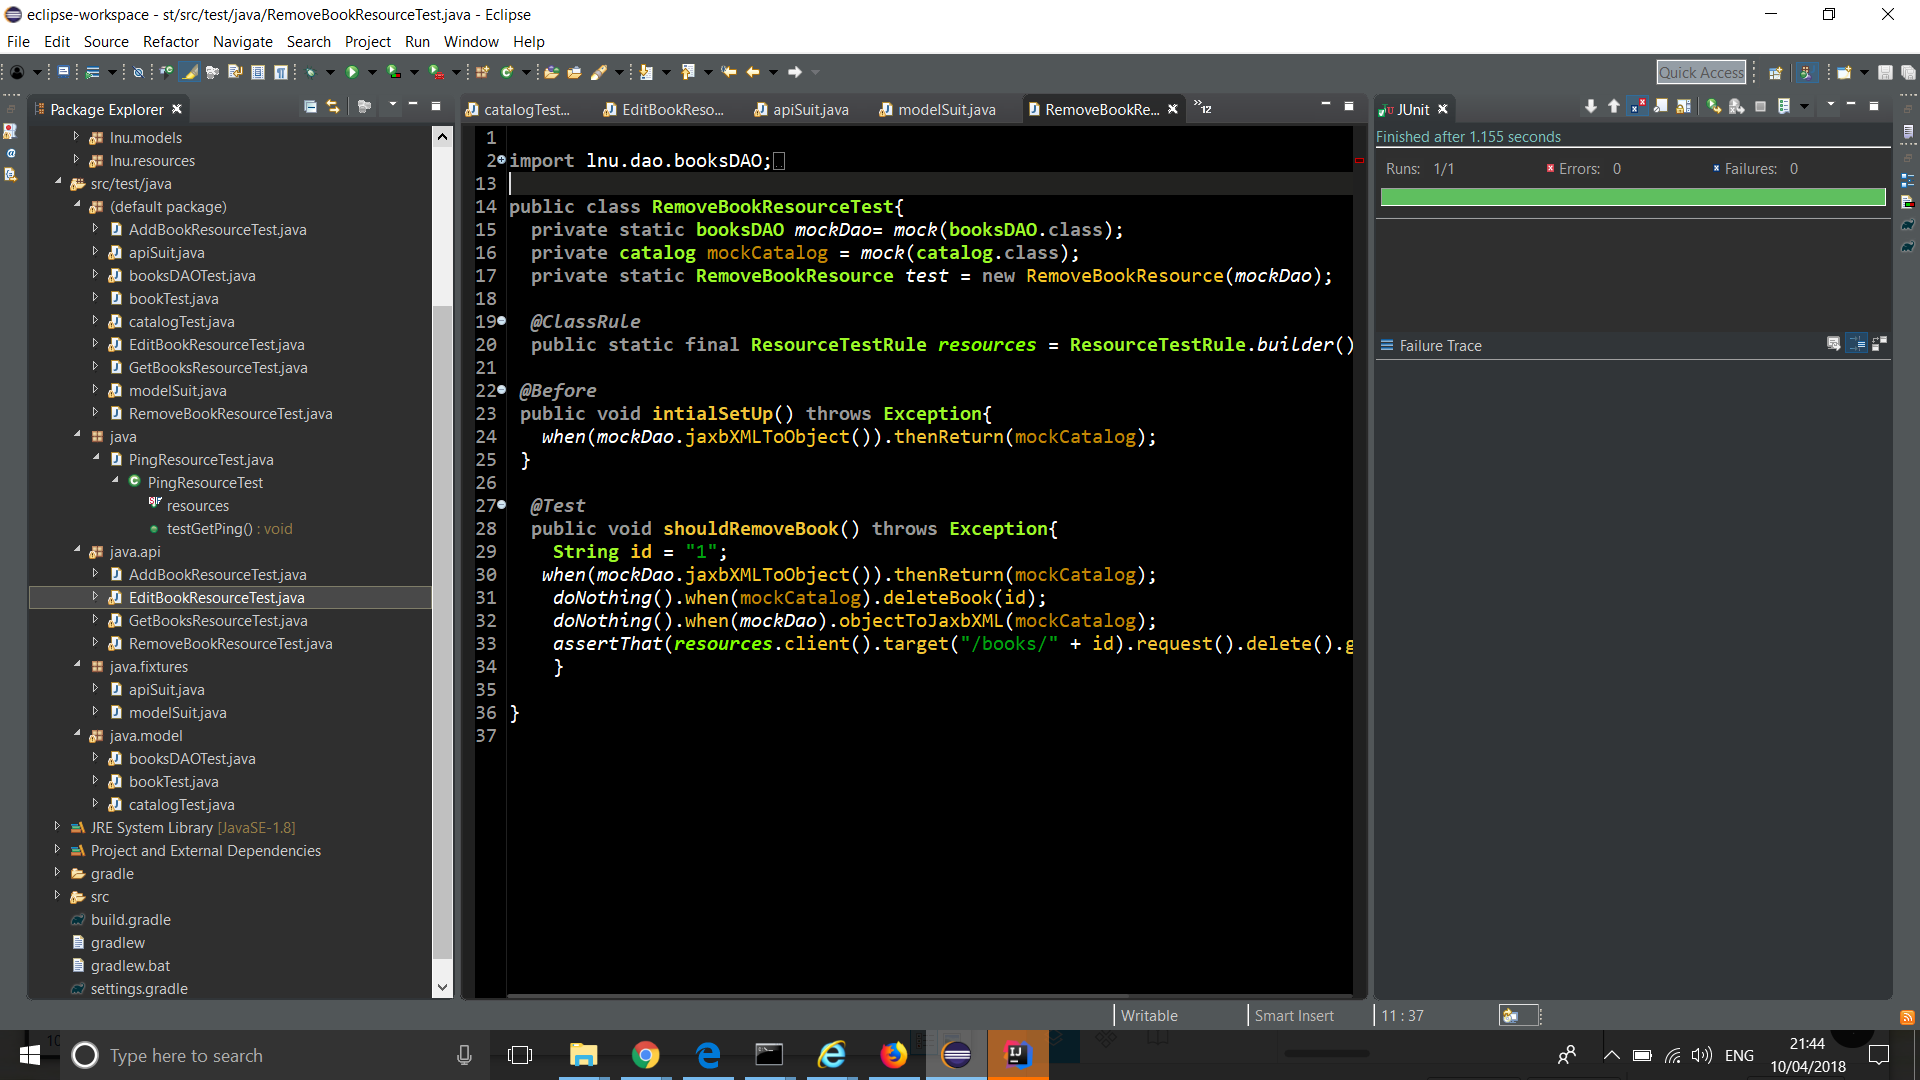 eclipse-workspace - st/src/test/java/RemoveBookResourceTest.java - Eclipse
File Edit Source Refactor Navigate Search Project Run Window Help
Quick Access
Package Explorer
lnu.models
lnu.resources
src/test/java
(default package)
AddBookResourceTest.java
apiSuit.java
booksDAOTest.java
bookTest.java
catalogTest.java
EditBookResourceTest.java
GetBooksResourceTest.java
modelSuit.java
RemoveBookResourceTest.java
java
PingResourceTest.java
PingResourceTest
resources
testGetPing() : void
java.api
AddBookResourceTest.java
EditBookResourceTest.java
GetBooksResourceTest.java
RemoveBookResourceTest.java
java.fixtures
apiSuit.java
modelSuit.java
java.model
booksDAOTest.java
bookTest.java
catalogTest.java
JRE System Library [JavaSE-1.8]
Project and External Dependencies
gradle
src
build.gradle
gradlew
gradlew.bat
settings.gradle
catalogTest... EditBookReso... apiSuit.java modelSuit.java RemoveBookRe... »12
1
2 import lnu.dao.booksDAO;
13
14 public class RemoveBookResourceTest{
15 private static booksDAO mockDao= mock(booksDAO.class);
16 private catalog mockCatalog = mock(catalog.class);
17 private static RemoveBookResource test = new RemoveBookResource(mockDao);
18
19 @ClassRule
20 public static final ResourceTestRule resources = ResourceTestRule.builder()
21
22 @Before
23 public void intialSetUp() throws Exception{
24 when(mockDao.jaxbXMLToObject()).thenReturn(mockCatalog);
25 }
26
27 @Test
28 public void shouldRemoveBook() throws Exception{
29 String id = "1";
30 when(mockDao.jaxbXMLToObject()).thenReturn(mockCatalog);
31 doNothing().when(mockCatalog).deleteBook(id);
32 doNothing().when(mockDao).objectToJaxbXML(mockCatalog);
33 assertThat(resources.client().target("/books/" + id).request().delete().g
34 }
35
36 }
37
JUnit
Finished after 1.155 seconds
Runs: 1/1 Errors: 0 Failures: 0
Failure Trace
Writable Smart Insert 11 : 37
Type here to search
ENG
21:44
10/04/2018